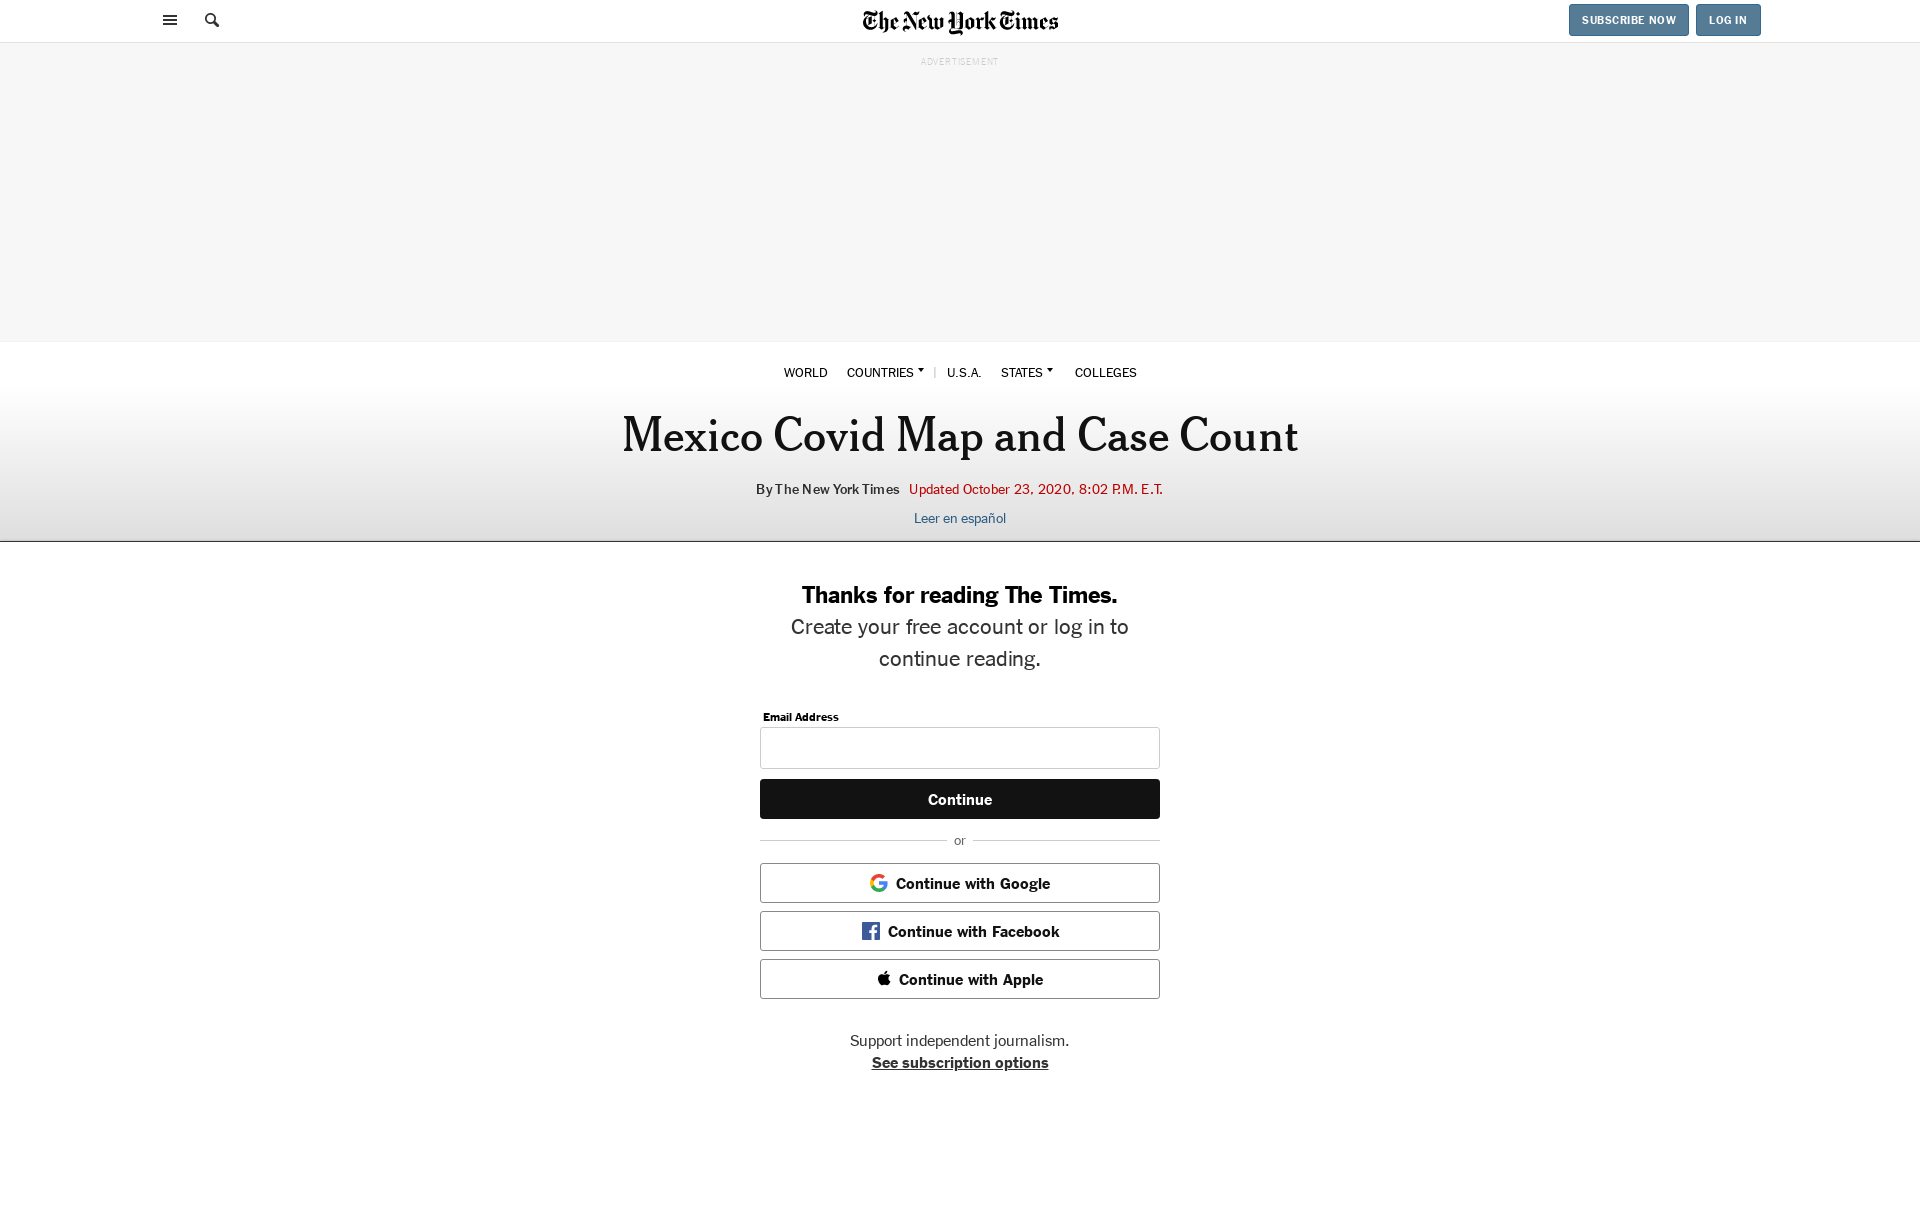 The New York Times
SUBSCRIBE NOW
LOG IN
ADVERTISEMENT
WORLD COUNTRIES | U.S.A. STATES COLLEGES
Mexico Covid Map and Case Count
By The New York Times Updated October 23, 2020, 8:02 P.M. E.T.
Leer en español
Thanks for reading The Times.
Create your free account or log in to
continue reading.
Email Address
Continue
or
Continue with Google
Continue with Facebook
Continue with Apple
Support independent journalism.
See subscription options